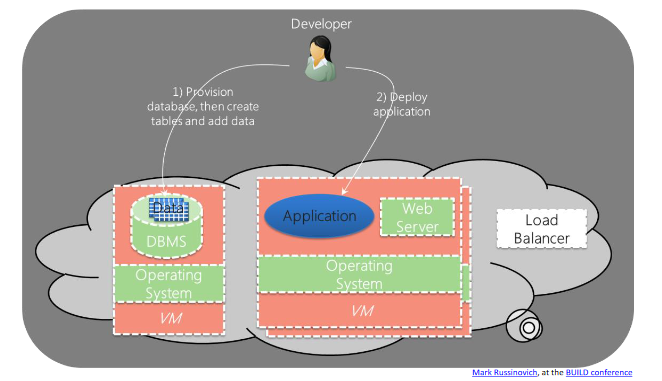 Developer
1) Provision
database, then create
tables and add data
2) Deploy
application
Data
DBMS
Operating
System
VM
Application
Web
Server
Operating
System
VM
Load
Balancer
Mark Russinovich, at the BUILD conference